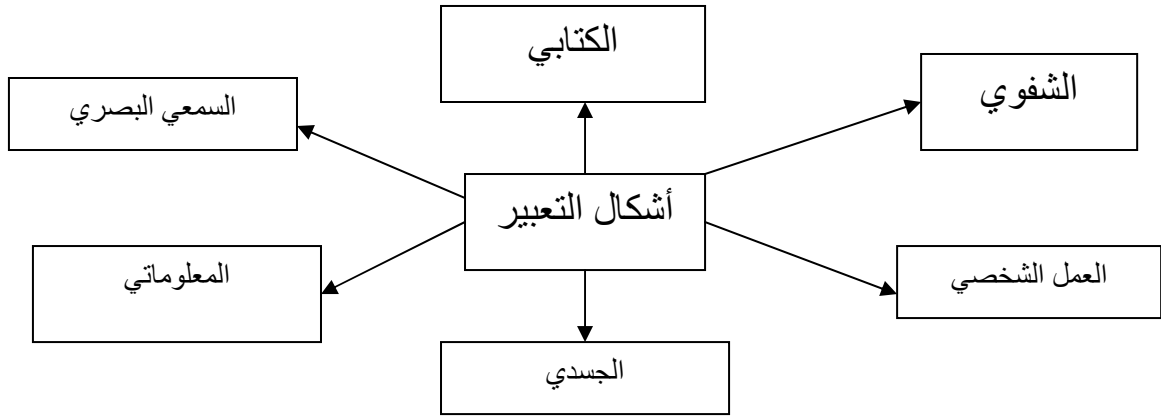 الكتابي
الشفوي
السمعي البصري
أشكال التعبير
المعلوماتي
العمل الشخصي
الجسدي